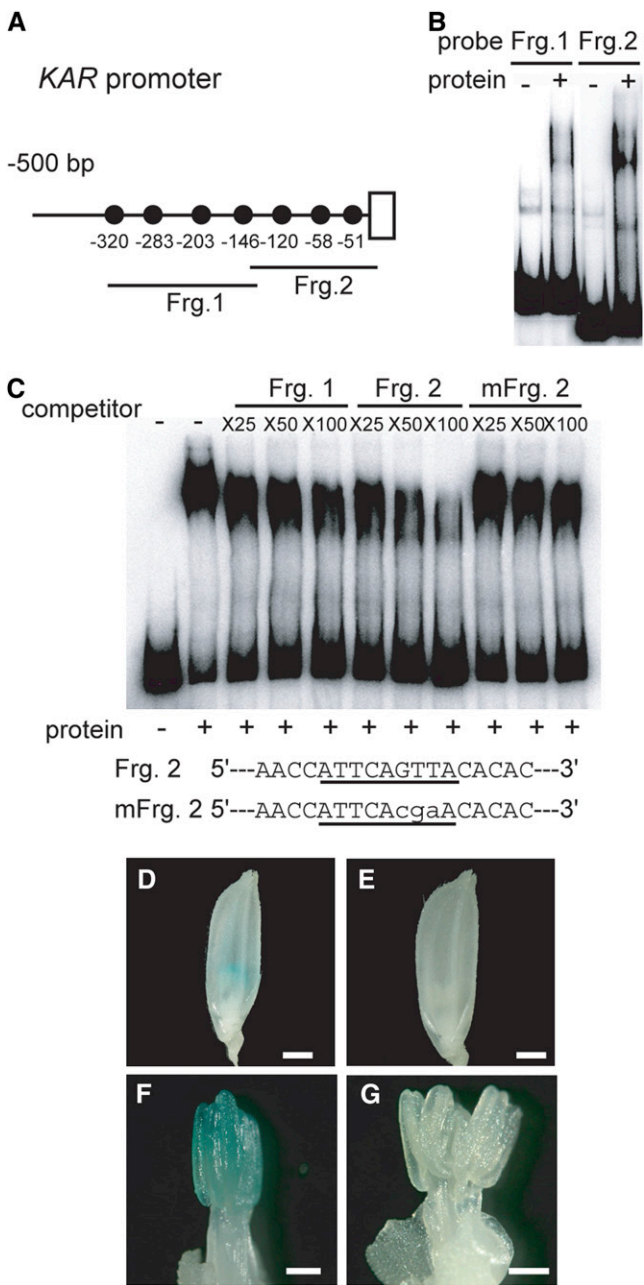 A
KAR promoter
-500 bp
-320 -283 -203 -146 -120 -58 -51
Frg.1 Frg.2
B
probe Frg.1 Frg.2
protein - + - +
C
Frg. 1 Frg. 2 mFrg. 2
competitor - - X25 X50 X100 X25 X50 X100 X25 X50 X100
protein - + + + + + + + + + +
Frg. 2 5'---AACCATTCAGTTACACAC---3'
mFrg. 2 5'---AACCATTCAcgaACACAC---3'
D E
F G